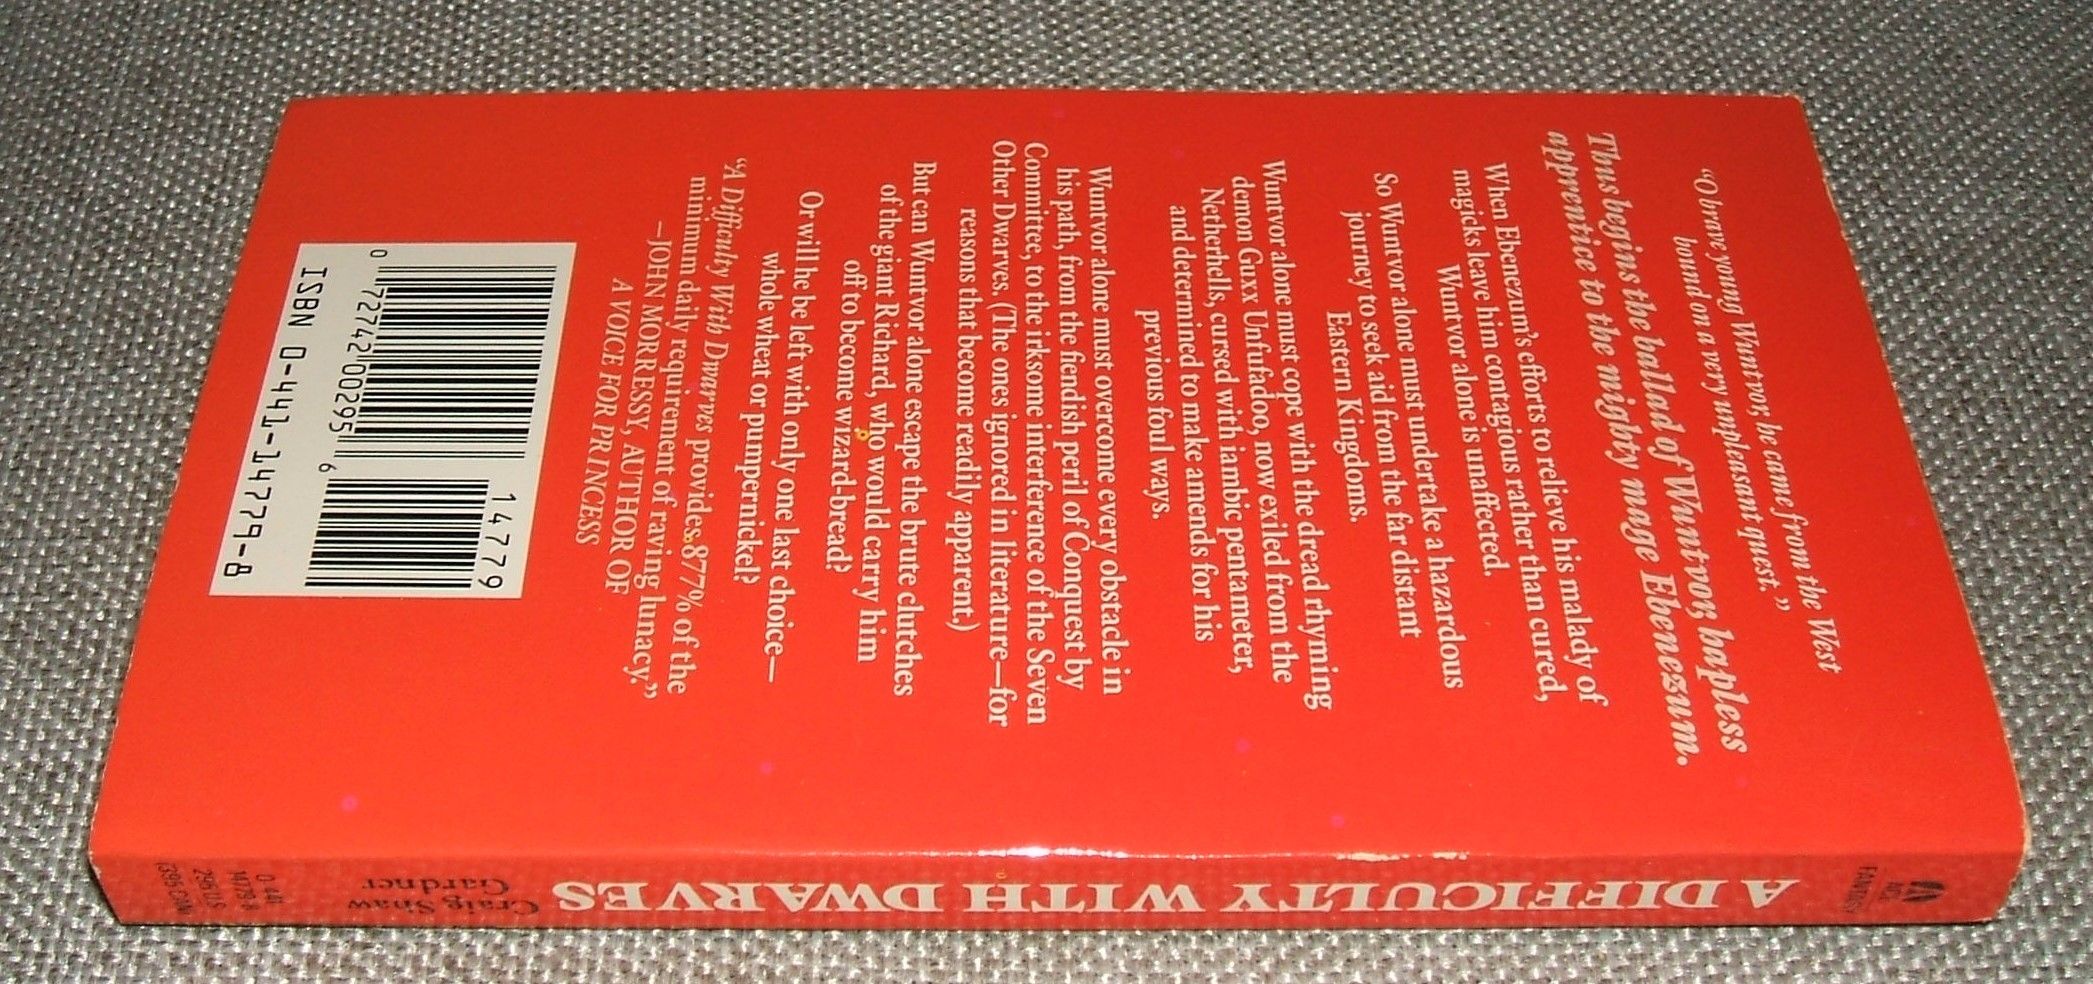 “O brave young Wuntvor, he came from the West
bound on a very unpleasant quest.”
Thus begins the ballad of Wuntvor, hapless
apprentice to the mighty mage Ebenezum.
When Ebenezum's efforts to relieve his malady of
magicks leave him contagious rather than cured,
Wuntvor alone is unaffected.
So Wuntvor alone must undertake a hazardous
journey to seek aid from the far distant
Eastern Kingdoms.
Wuntvor alone must cope with the dread rhyming
demon Guxx Unfufadoo, now exiled from the
Netherhells, cursed with iambic pentameter,
and determined to make amends for his
previous foul ways.
Wuntvor alone must overcome every obstacle in
his path, from the fiendish peril of Conquest by
Committee, to the irksome interference of the Seven
Other Dwarves. (The ones ignored in literature—for
reasons that become readily apparent.)
But can Wuntvor alone escape the brute clutches
of the giant Richard, who would carry him
off to become wizard-bread?
Or will he be left with only one last choice—
whole wheat or pumpernickel?
“A Difficulty With Dwarves provides .877% of the
minimum daily requirement of raving lunacy.”
–JOHN MORRESSY, AUTHOR OF
A VOICE FOR PRINCESS
14779
0 72742 00295 6
ISBN 0-441-14779-8
ACE
FANTASY
A DIFFICULTY WITH DWARVES
Craig Shaw
Gardner
0 441
14779-8
295 U.S.